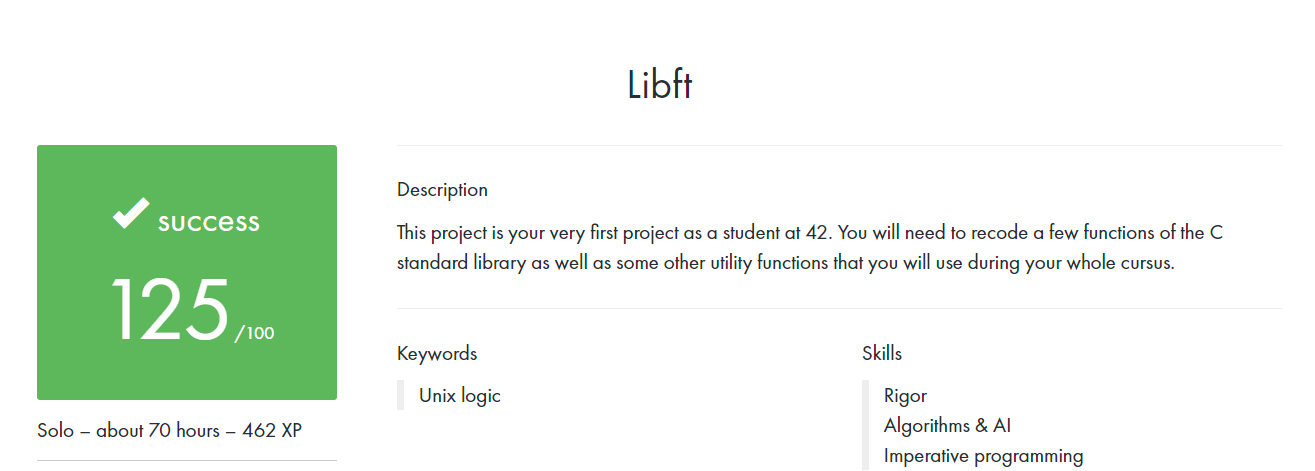 Libft
success
125 /100
Solo – about 70 hours – 462 XP
Description
This project is your very first project as a student at 42. You will need to recode a few functions of the C
standard library as well as some other utility functions that you will use during your whole cursus.
Keywords
Unix logic
Skills
Rigor
Algorithms & AI
Imperative programming